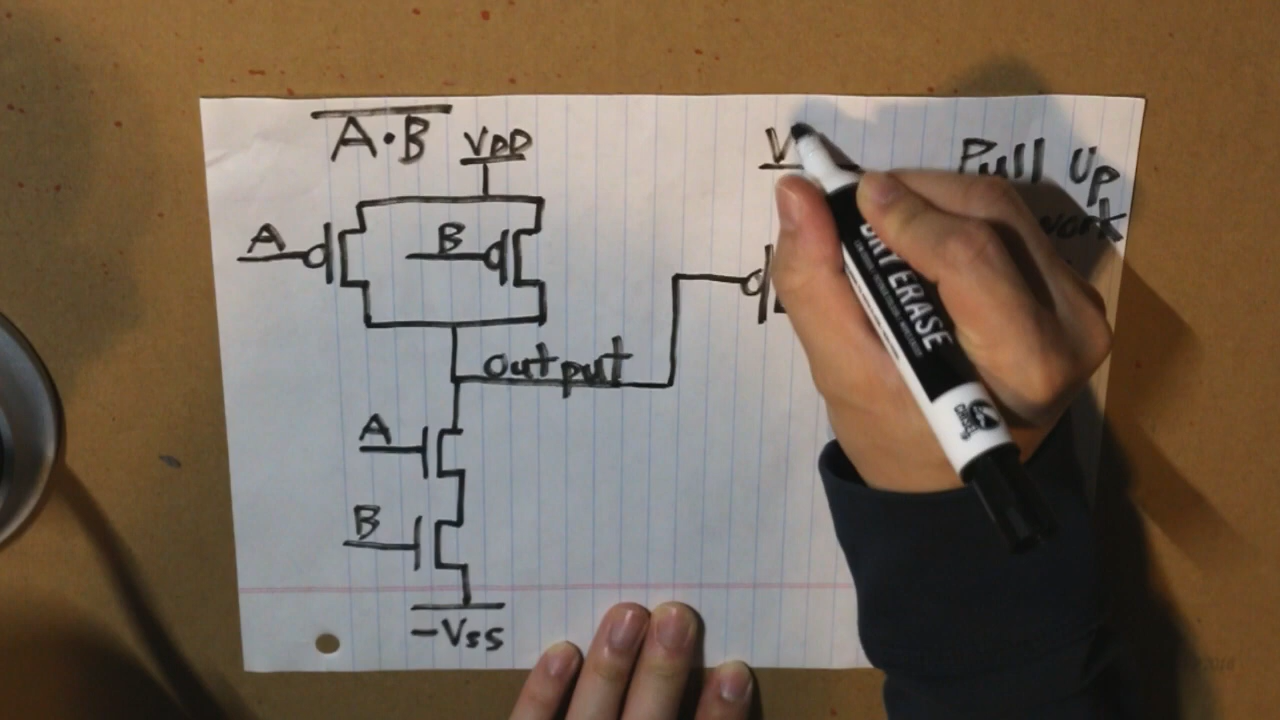 A·B
VDD
V
Pull Up
A
B
output
A
B
-Vss
DRY ERASE